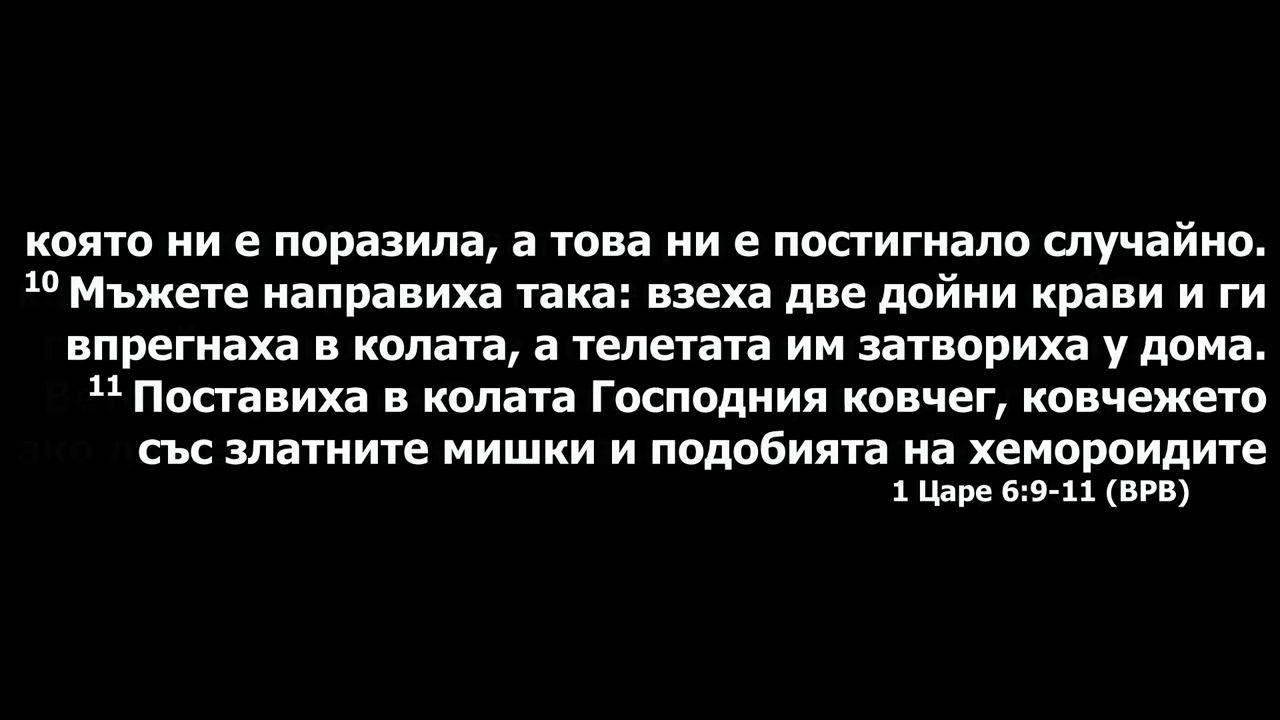 която ни е поразила, а това ни е постигнало случайно.
10 Мъжете направиха така: взеха две дойни крави и ги
впрегнаха в колата, а телетата им затвориха у дома.
11 Поставиха в колата Господния ковчег, ковчежето
със златните мишки и подобията на хемороидите
1 Царе 6:9-11 (ВРВ)